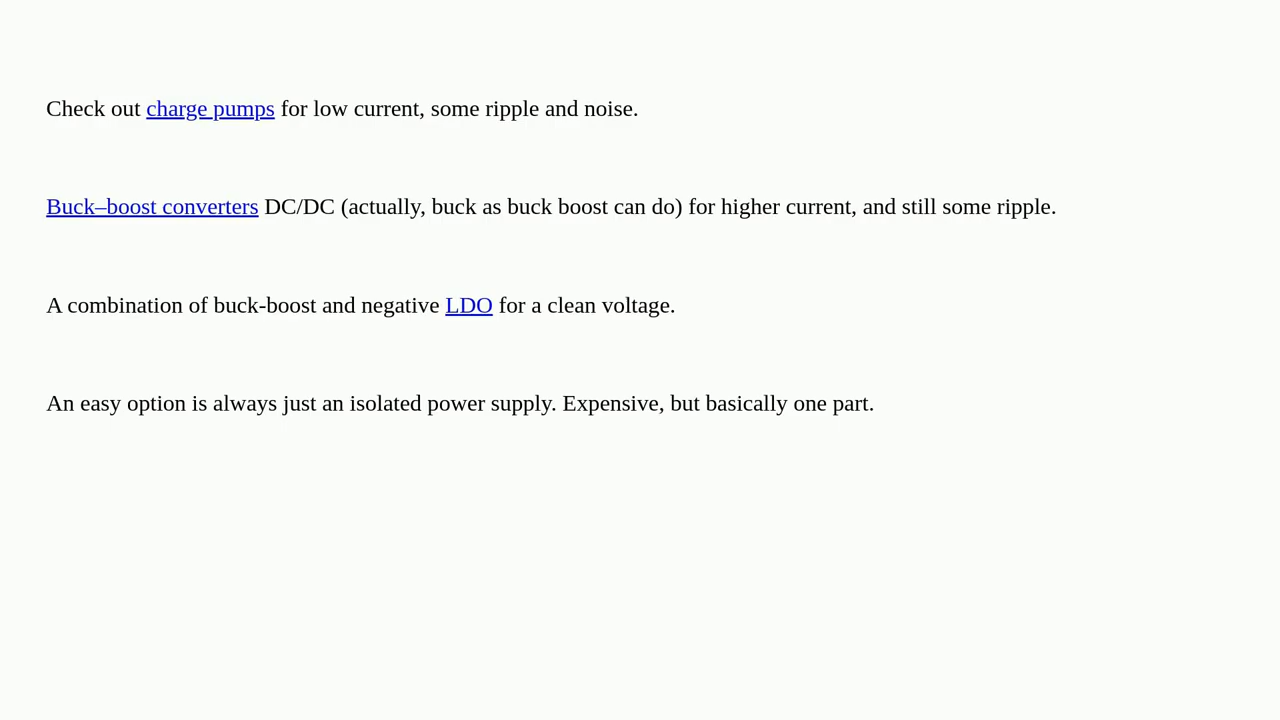 Check out charge pumps for low current, some ripple and noise.
Buck–boost converters DC/DC (actually, buck as buck boost can do) for higher current, and still some ripple.
A combination of buck-boost and negative LDO for a clean voltage.
An easy option is always just an isolated power supply. Expensive, but basically one part.